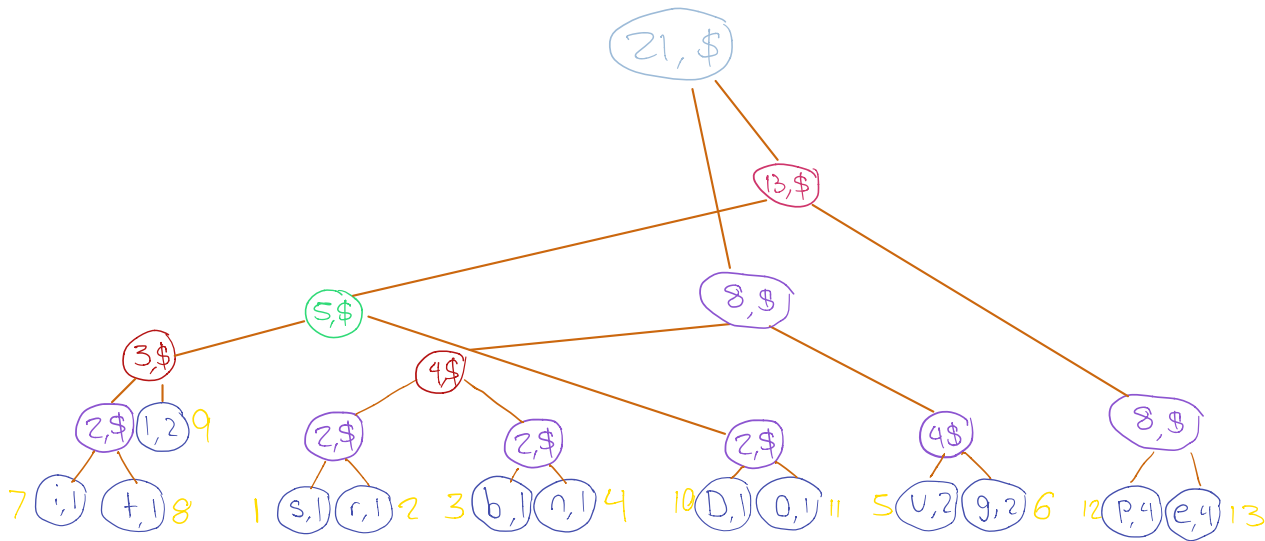 21, $
13,$
8,$
5,$
3,$
4,$
2,$
1,2
9
2,$
2,$
2,$
4$
8,$
7
i,1
t,1
8
1
s,1
r,1
2
3
b,1
n,1
4
10
D,1
O,1
11
5
U,2
g,2
6
12
P,4
e,4
13